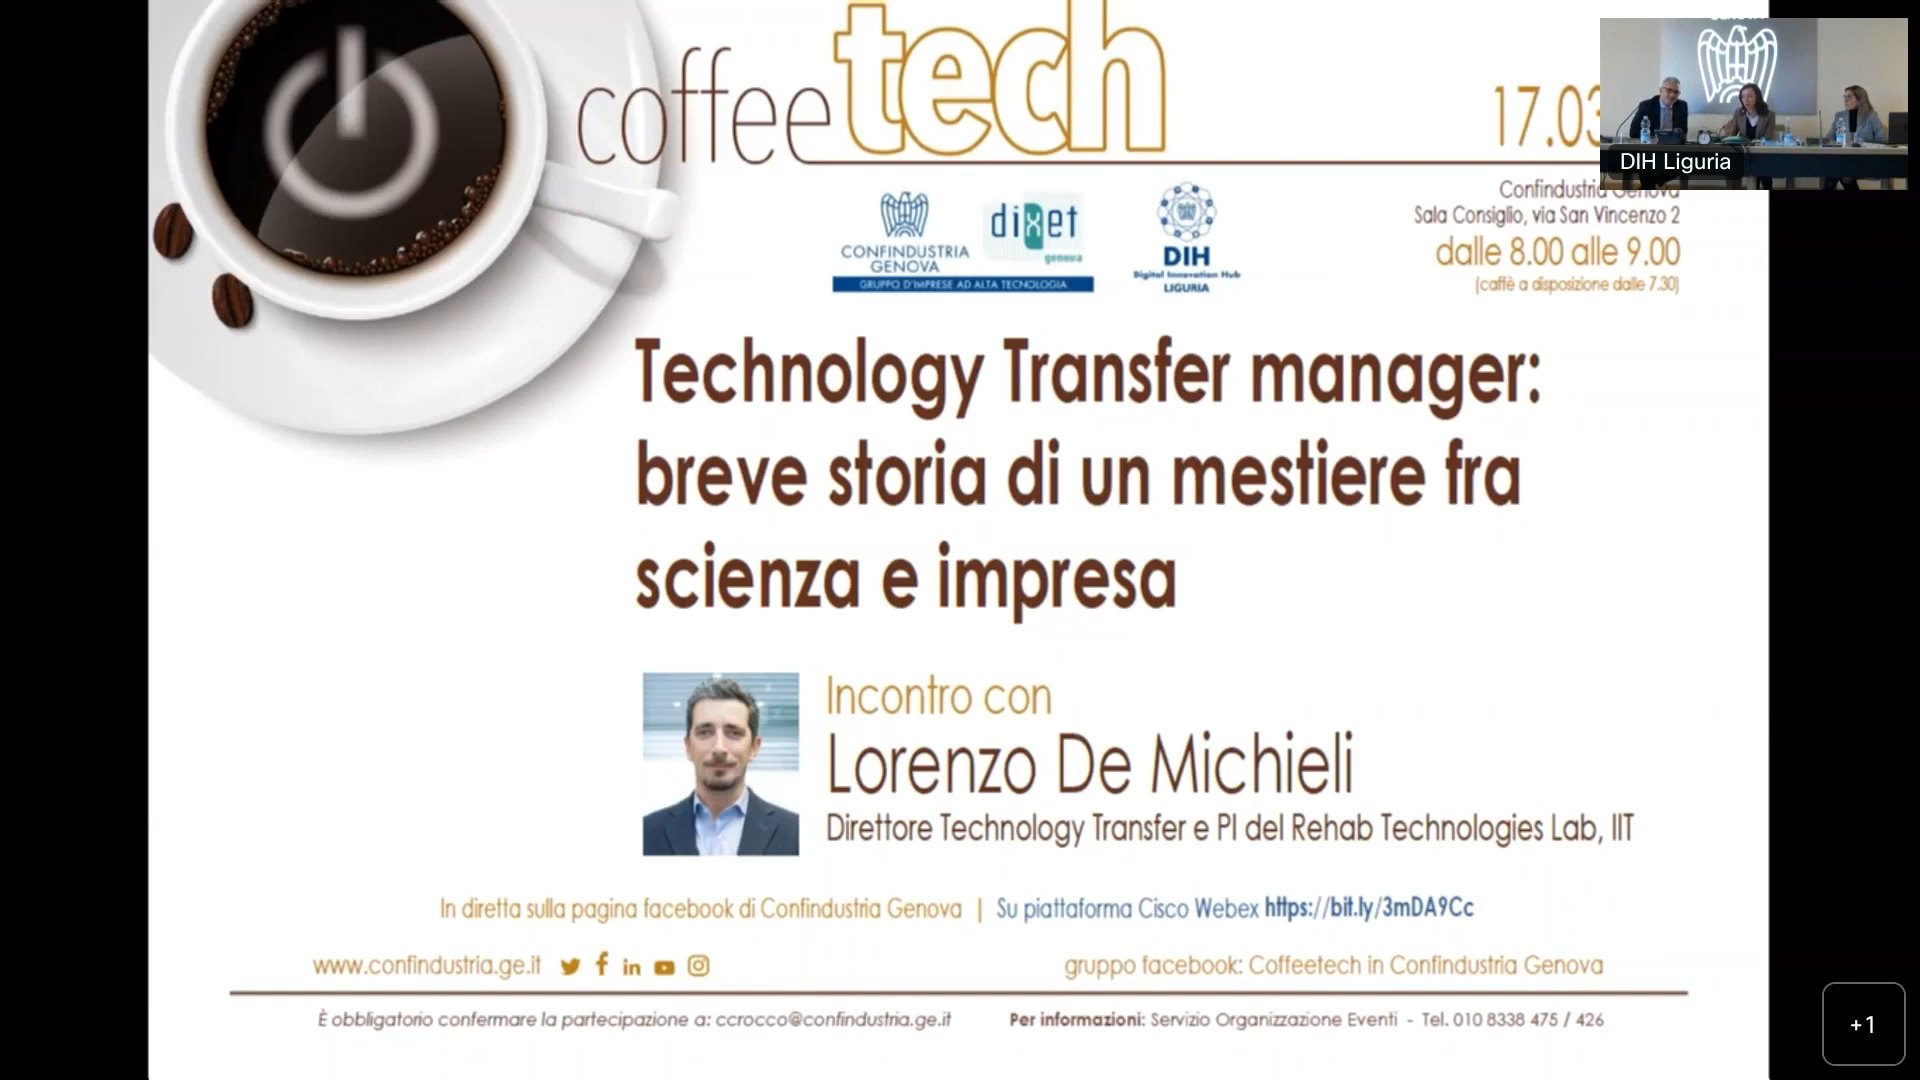 coffeetech
17.03
DIH Liguria
CONFINDUSTRIA
GENOVA
dixet
genova
GRUPPO D'IMPRESE AD ALTA TECNOLOGIA
DIH
Digital Innovation Hub
LIGURIA
Confindustria Genova
Sala Consiglio, via San Vincenzo 2
dalle 8.00 alle 9.00
(caffè a disposizione dalle 7.30)
Technology Transfer manager:
breve storia di un mestiere fra
scienza e impresa
Incontro con
Lorenzo De Michieli
Direttore Technology Transfer e PI del Rehab Technologies Lab, IIT
In diretta sulla pagina facebook di Confindustria Genova | Su piattaforma Cisco Webex https://bit.ly/3mDA9Cc
www.confindustria.ge.it
gruppo facebook: Coffeetech in Confindustria Genova
È obbligatorio confermare la partecipazione a: ccrocco@confindustria.ge.it
Per informazioni: Servizio Organizzazione Eventi - Tel. 010 8338 475 / 426
+1